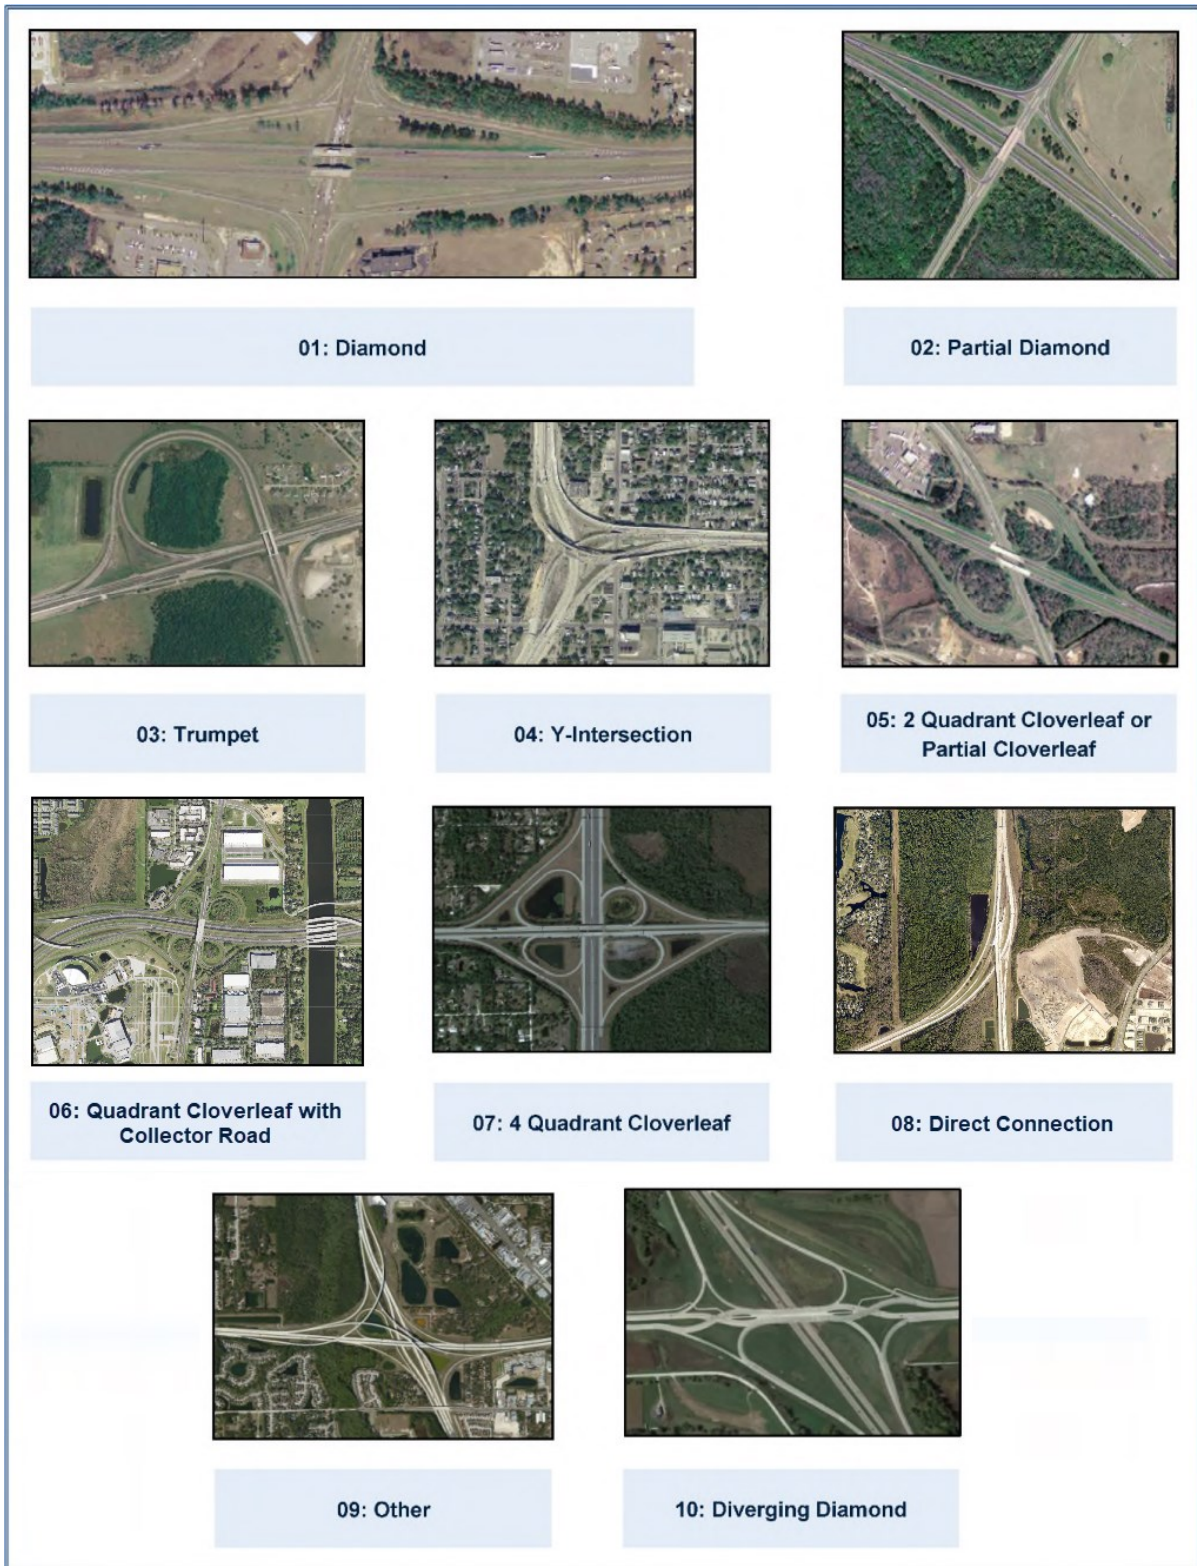 01: Diamond
02: Partial Diamond
03: Trumpet
04: Y-Intersection
05: 2 Quadrant Cloverleaf or
Partial Cloverleaf
06: Quadrant Cloverleaf with
Collector Road
07: 4 Quadrant Cloverleaf
08: Direct Connection
09: Other
10: Diverging Diamond